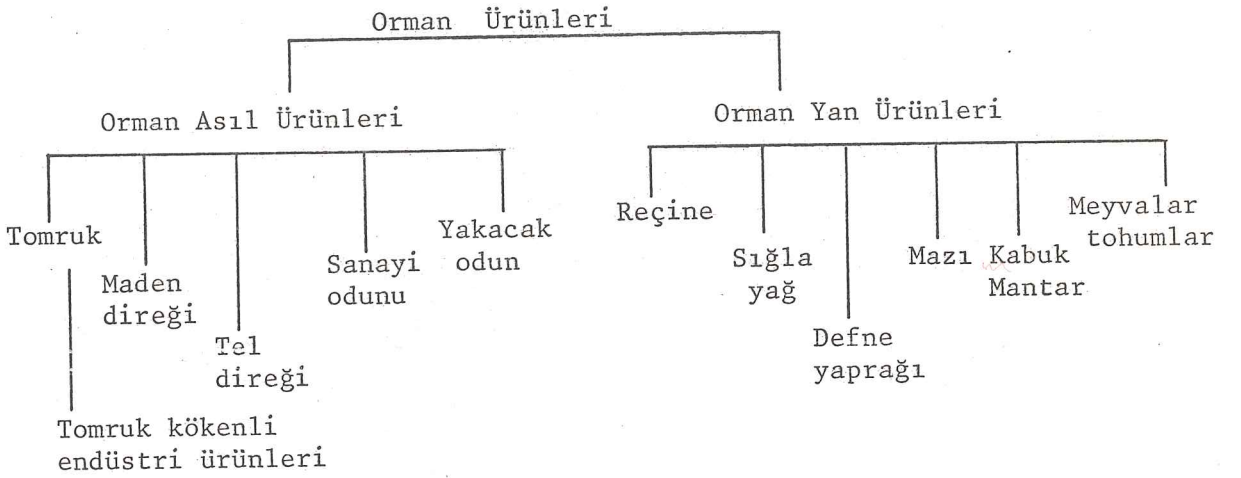 Orman Ürünleri
Orman Asıl Ürünleri
Orman Yan Ürünleri
Tomruk
Maden
direği
Tel
direği
Sanayi
odunu
Yakacak
odun
Tomruk kökenli
endüstri ürünleri
Reçine
Sığla
yağ
Defne
yaprağı
Mazı
Kabuk
Mantar
Meyvalar
tohumlar